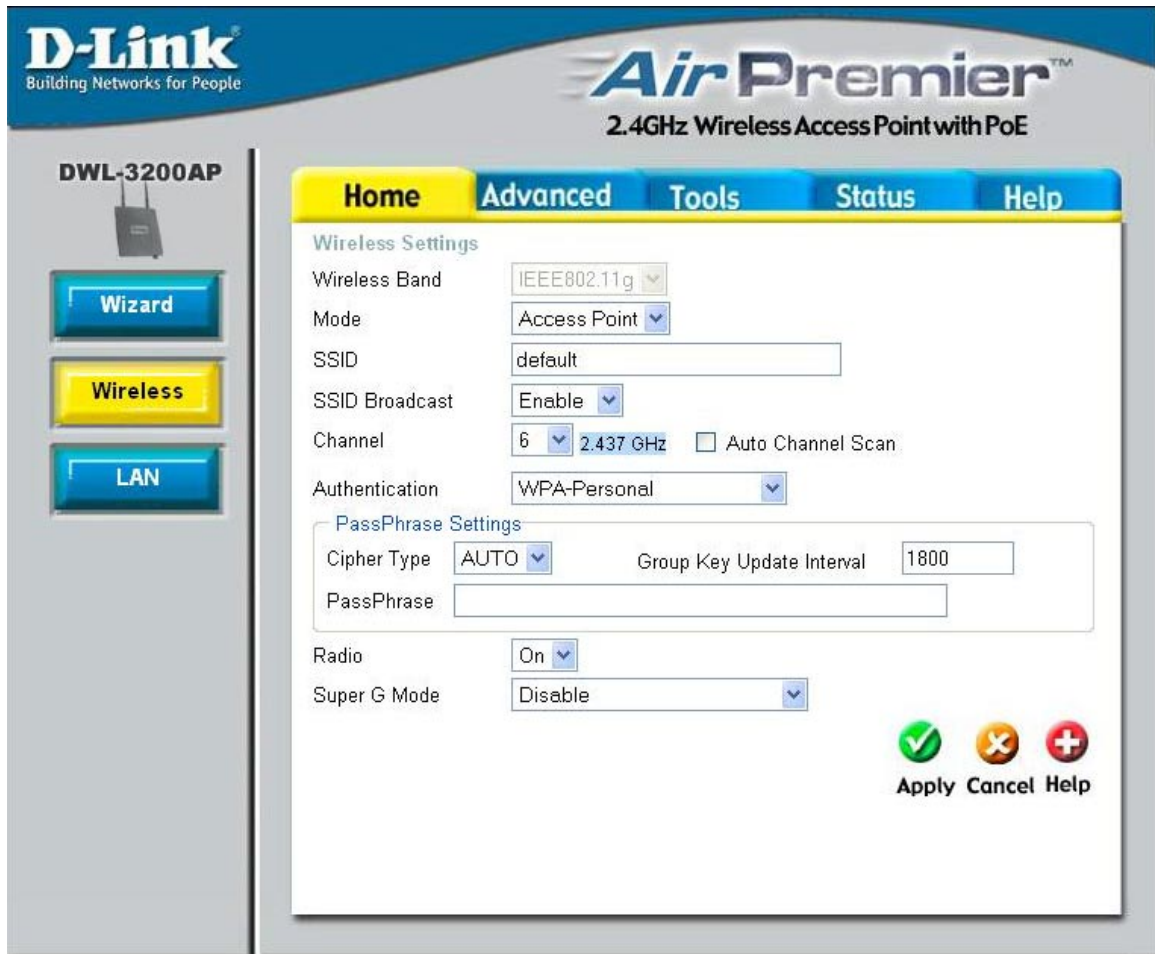 D-Link
Building Networks for People
AirPremier™
2.4GHz Wireless Access Point with PoE
DWL-3200AP
Wizard
Wireless
LAN
Home Advanced Tools Status Help
Wireless Settings
Wireless Band IEEE802.11g
Mode Access Point
SSID default
SSID Broadcast Enable
Channel 6 2.437 GHz Auto Channel Scan
Authentication WPA-Personal
PassPhrase Settings
Cipher Type AUTO Group Key Update Interval 1800
PassPhrase
Radio On
Super G Mode Disable
Apply Cancel Help